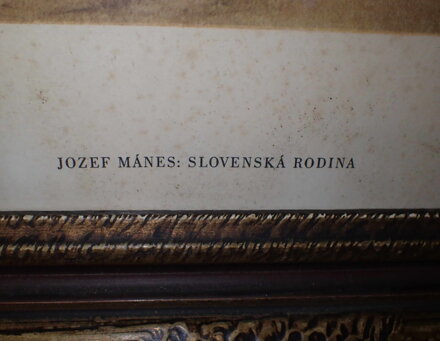 JOZEF MÁNES: SLOVENSKÁ RODINA